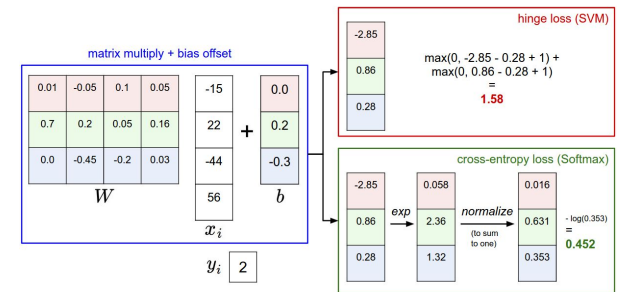 matrix multiply + bias offset
0.01 -0.05 0.1 0.05
0.7 0.2 0.05 0.16
0.0 -0.45 -0.2 0.03
W
-15
22
-44
56
x_i
+
0.0
0.2
-0.3
b
y_i 2
hinge loss (SVM)
-2.85
0.86
0.28
max(0, -2.85 - 0.28 + 1) +
max(0, 0.86 - 0.28 + 1)
=
1.58
cross-entropy loss (Softmax)
-2.85
0.86
0.28
exp
0.058
2.36
1.32
normalize
(to sum
to one)
0.016
0.631
0.353
- log(0.353)
=
0.452